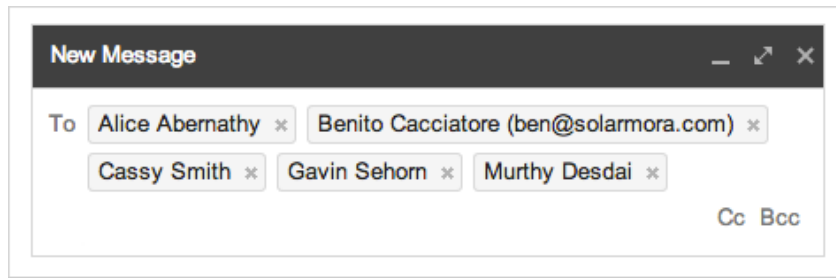 New Message
To Alice Abernathy × Benito Cacciatore (ben@solarmora.com) ×
Cassy Smith × Gavin Sehorn × Murthy Desdai ×
Cc Bcc